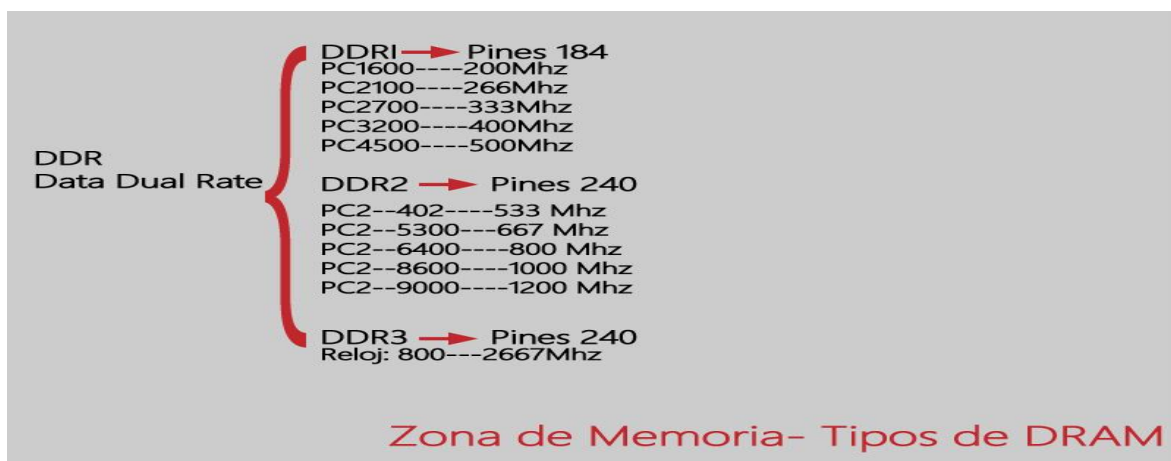 DDRI Pines 184
PC1600----200Mhz
PC2100----266Mhz
PC2700----333Mhz
PC3200----400Mhz
PC4500----500Mhz
DDR
Data Dual Rate
DDR2 Pines 240
PC2--402----533 Mhz
PC2--5300---667 Mhz
PC2--6400----800 Mhz
PC2--8600----1000 Mhz
PC2--9000----1200 Mhz
DDR3 Pines 240
Reloj: 800---2667Mhz
Zona de Memoria- Tipos de DRAM